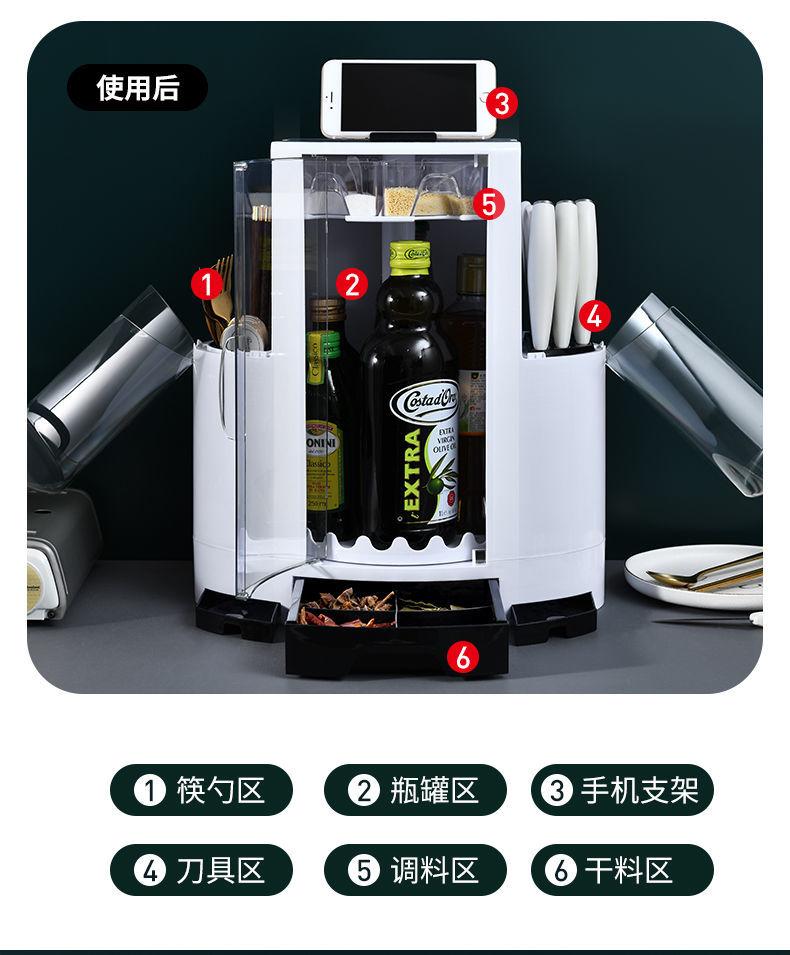 使用后
3
5
1
2
4
Costa d'Oro
EXTRA
EXTRA
VIRGIN
OLIVE OIL
Classico
ONINI
Classico
6
1 筷勺区
2 瓶罐区
3 手机支架
4 刀具区
5 调料区
6 干料区